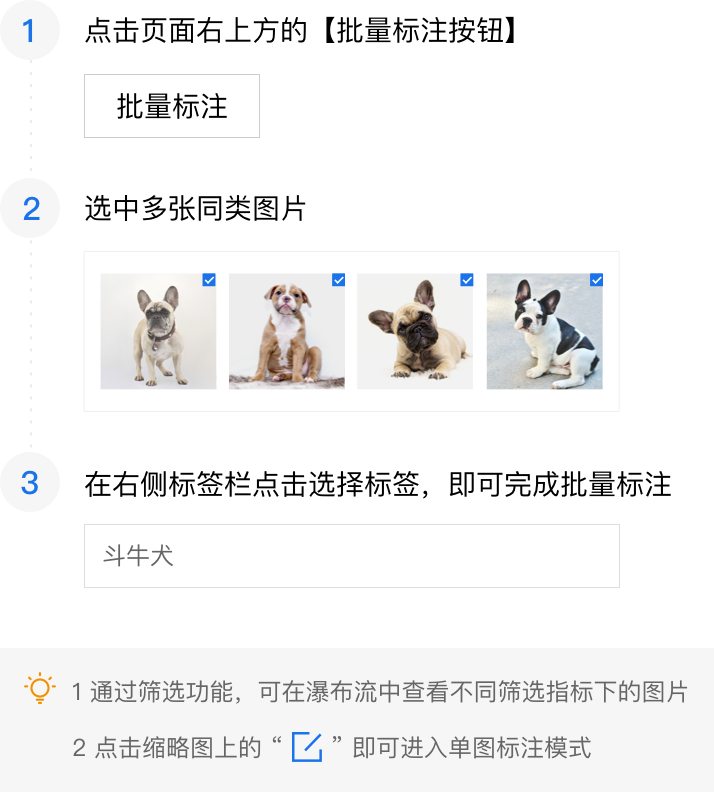 1
点击页面右上方的【批量标注按钮】
批量标注
2
选中多张同类图片
3
在右侧标签栏点击选择标签，即可完成批量标注
斗牛犬
1 通过筛选功能，可在瀑布流中查看不同筛选指标下的图片
2 点击缩略图上的 “ ” 即可进入单图标注模式